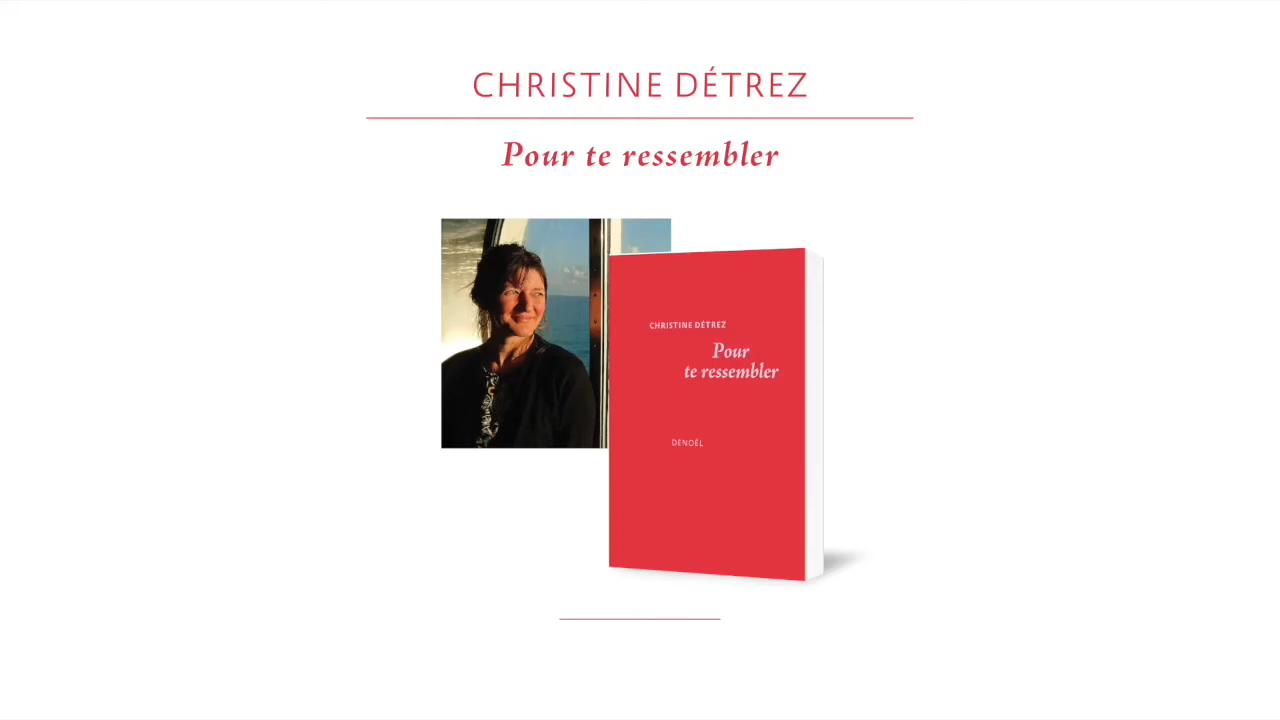 CHRISTINE DÉTREZ
Pour te ressembler
CHRISTINE DÉTREZ
Pour
te ressembler
DENOËL